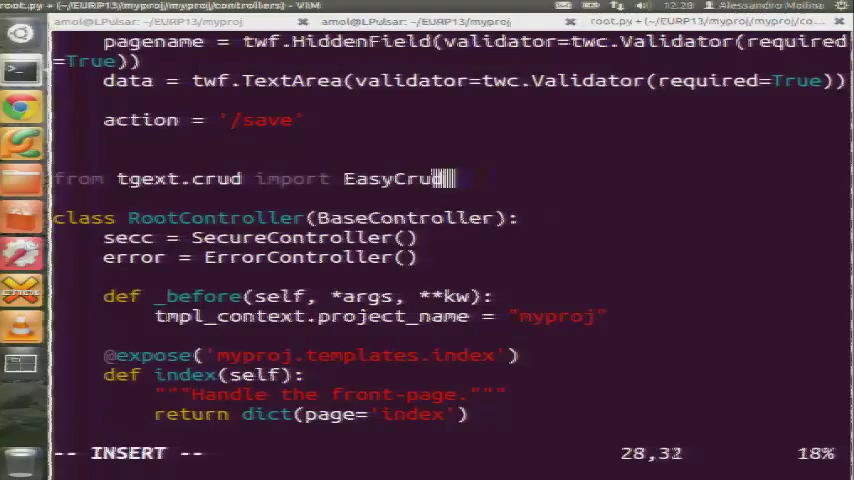 root.py + (~/EURP13/myproj/myproj/controllers) - VIM
12.28 Alessandro Molina
amol@LPulsar: ~/EURP13/myproj
amol@LPulsar: ~/EURP13/myproj
root.py + (~/EURP13/myproj/myproj/co...
pagename = twf.HiddenField(validator=twc.Validator(required
=True))
data = twf.TextArea(validator=twc.Validator(required=True))
action = '/save'
from tgext.crud import EasyCrud
class RootController(BaseController):
secc = SecureController()
error = ErrorController()
def _before(self, *args, **kw):
tmpl_context.project_name = "myproj"
@expose('myproj.templates.index')
def index(self):
"""Handle the front-page."""
return dict(page='index')
-- INSERT --
28,32
18%